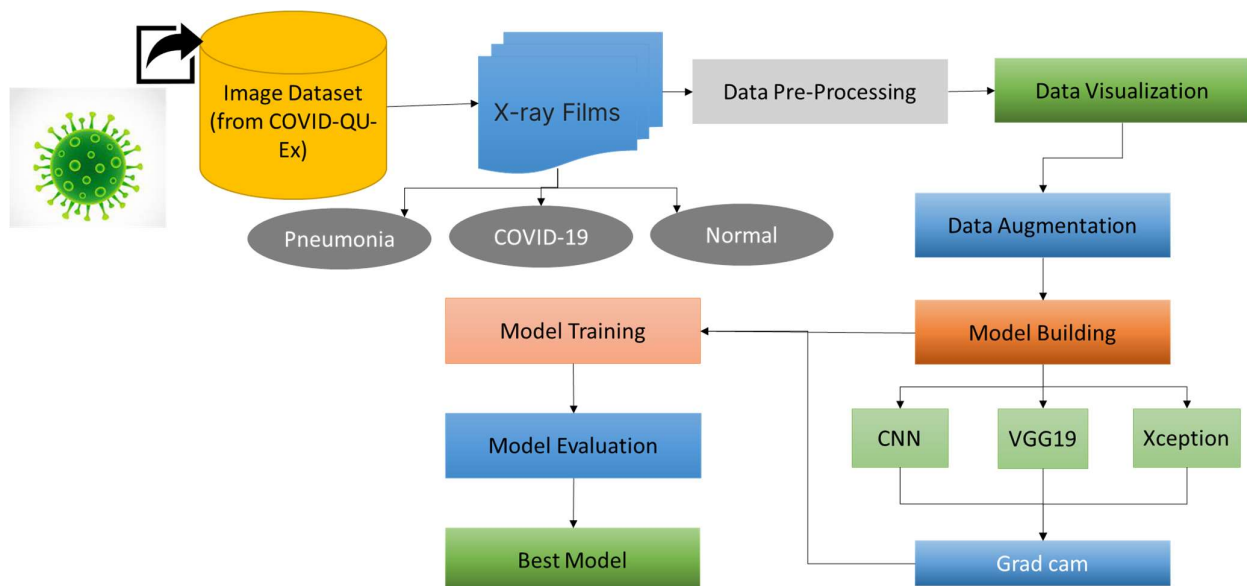 Image Dataset
(from COVID-QU-
Ex)
X-ray Films
Data Pre-Processing
Data Visualization
Pneumonia
COVID-19
Normal
Data Augmentation
Model Training
Model Building
CNN
VGG19
Xception
Model Evaluation
Best Model
Grad cam